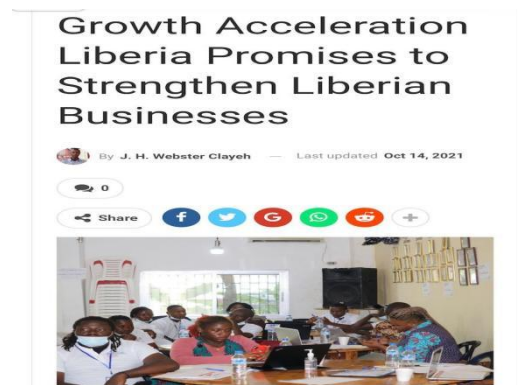 Growth Acceleration
Liberia Promises to
Strengthen Liberian
Businesses
By J. H. Webster Clayeh — Last updated Oct 14, 2021
0
Share